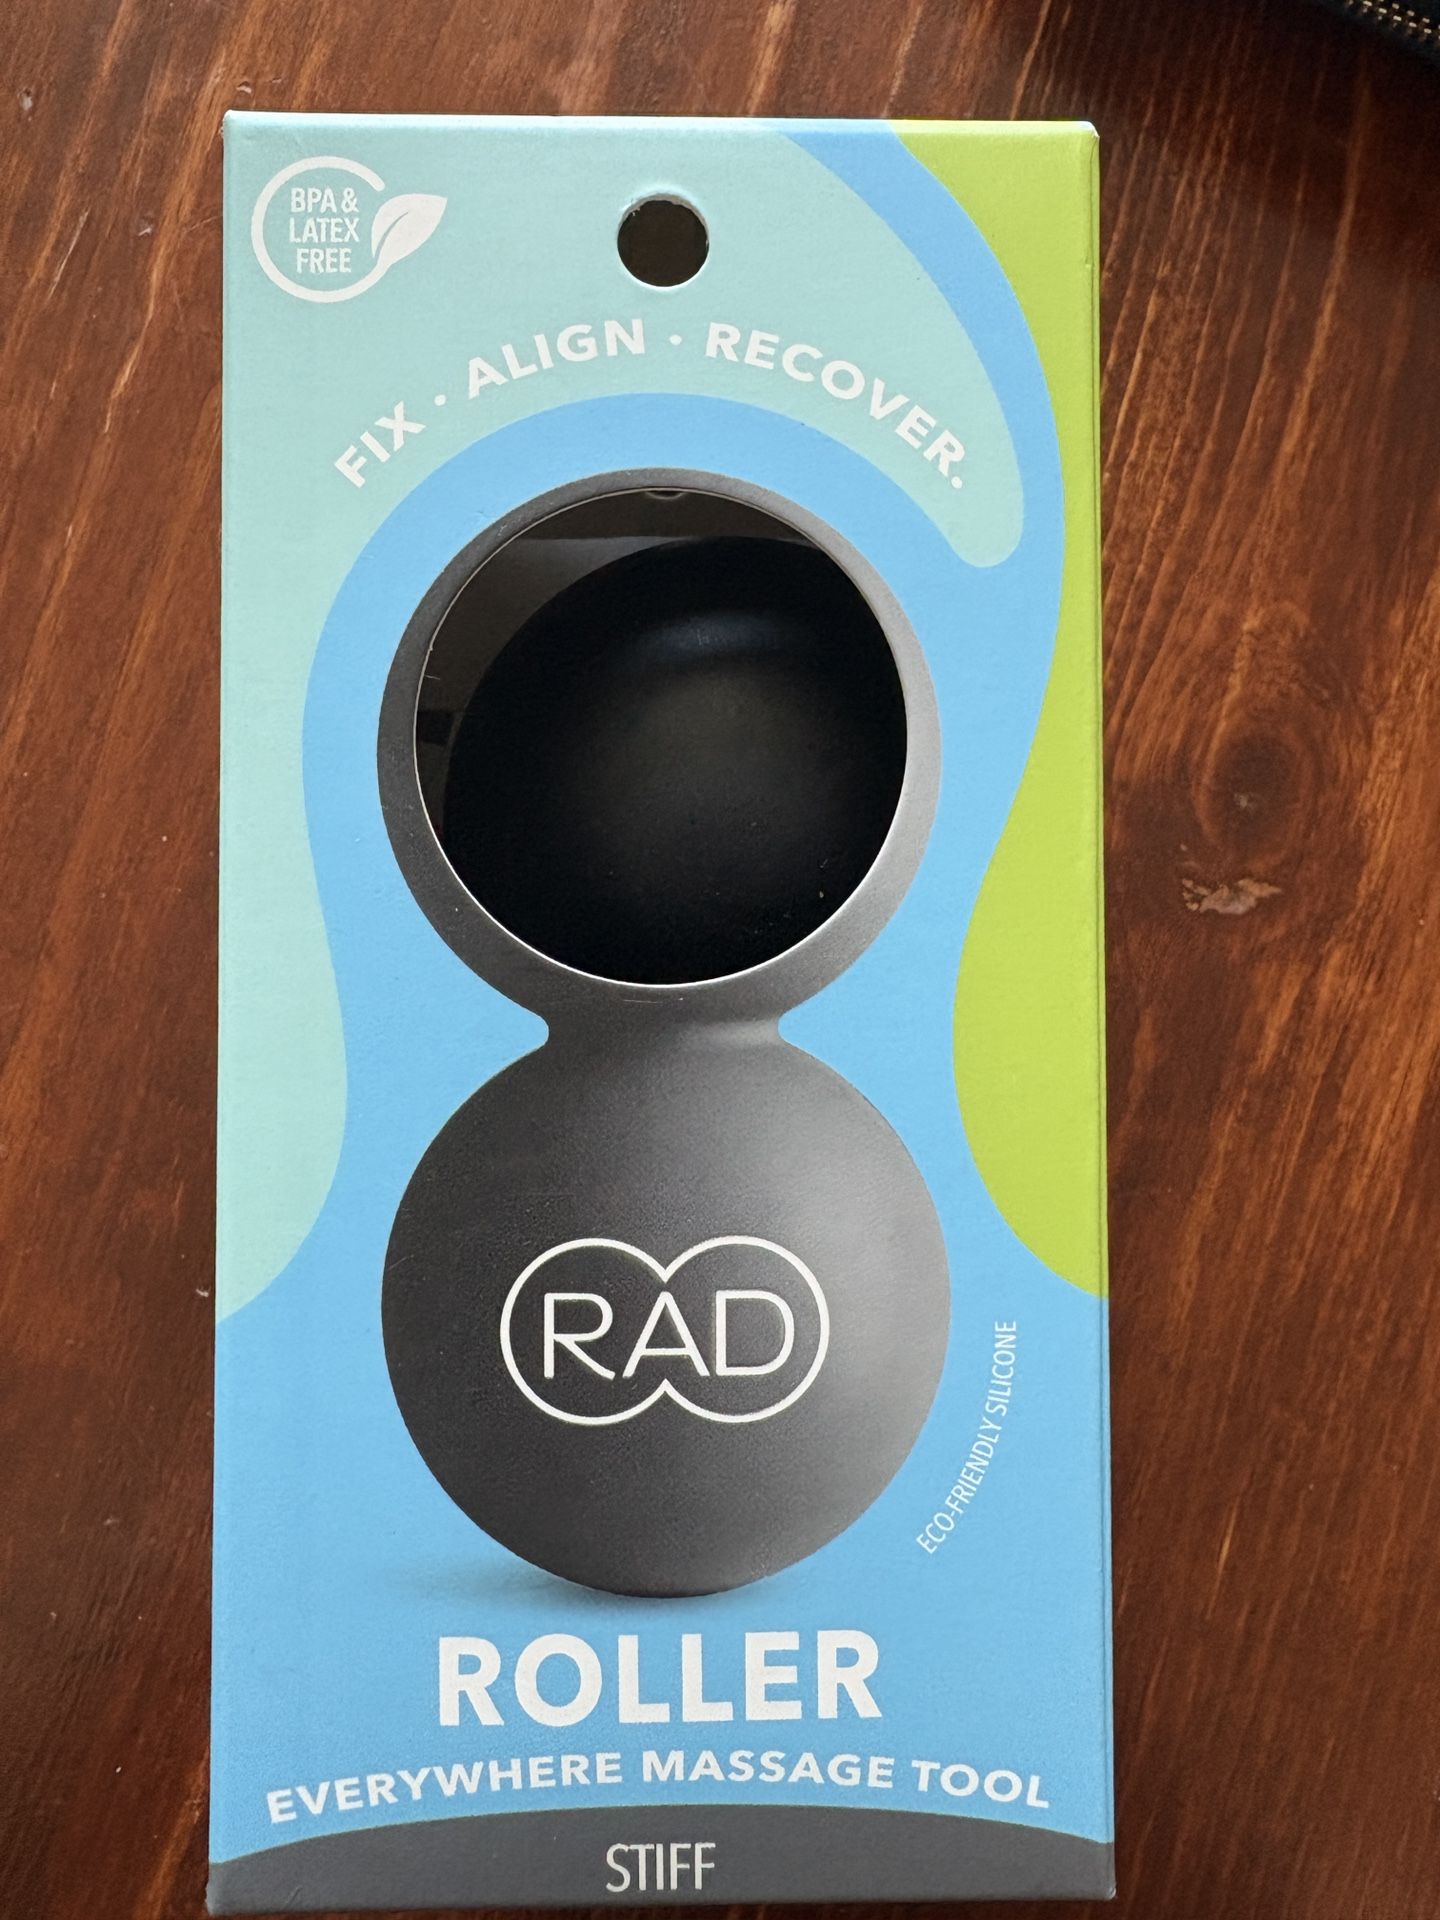 BPA &
LATEX
FREE
FIX · ALIGN · RECOVER.
RAD
ECO-FRIENDLY SILICONE
ROLLER
EVERYWHERE MASSAGE TOOL
STIFF